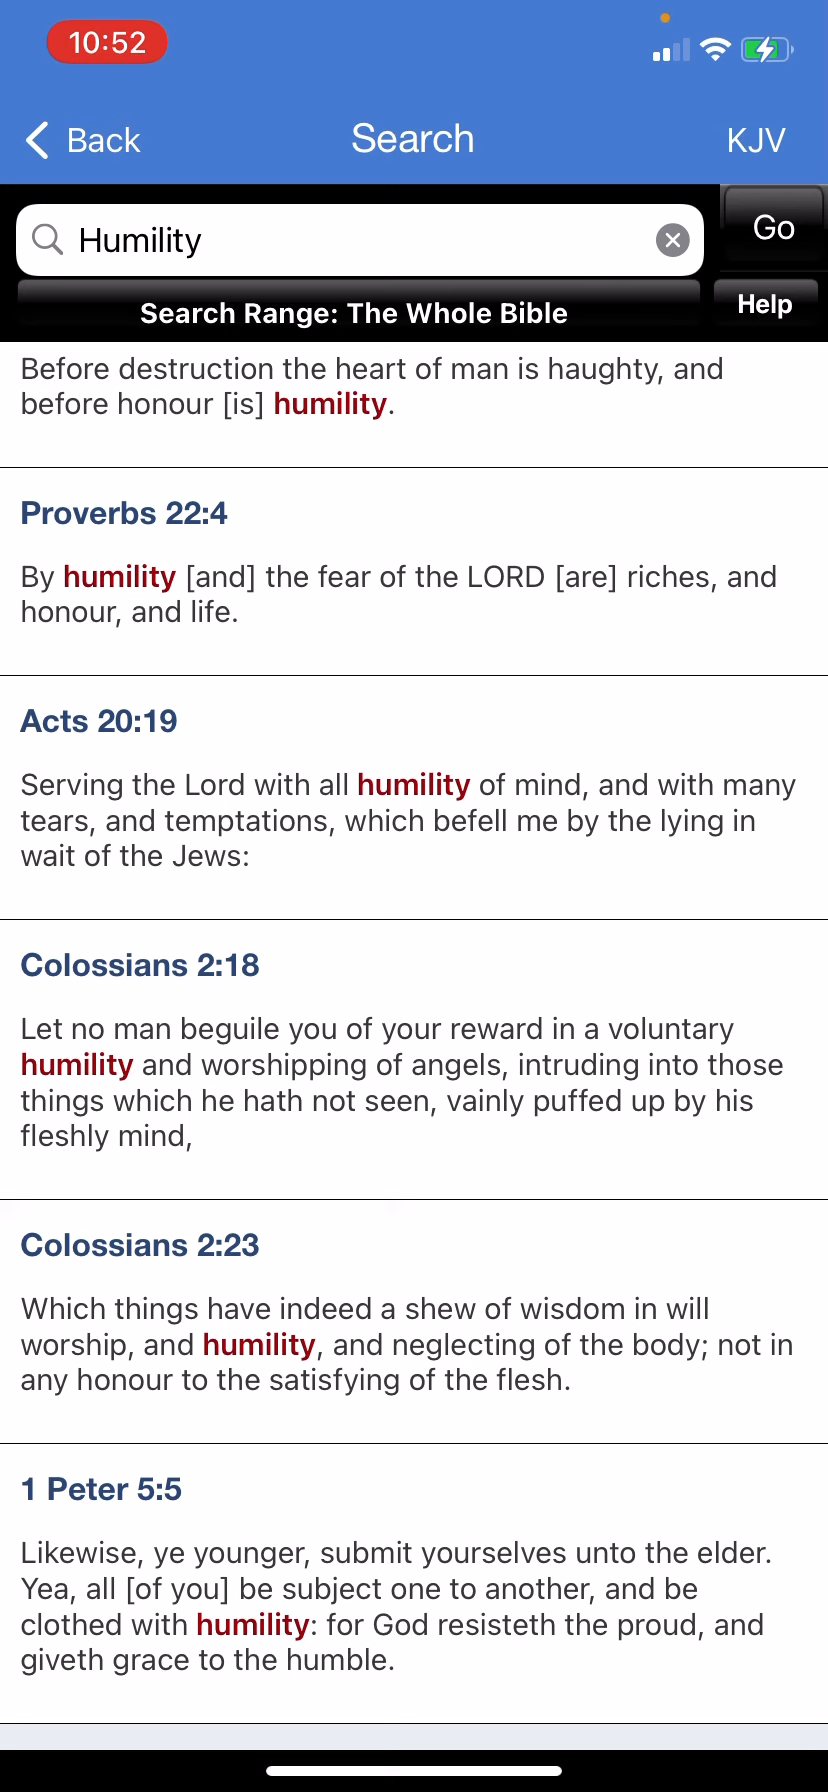 10:52
Back
Search
KJV
Humility
Go
Search Range: The Whole Bible
Help
Before destruction the heart of man is haughty, and
before honour [is] humility.
Proverbs 22:4
By humility [and] the fear of the LORD [are] riches, and
honour, and life.
Acts 20:19
Serving the Lord with all humility of mind, and with many
tears, and temptations, which befell me by the lying in
wait of the Jews:
Colossians 2:18
Let no man beguile you of your reward in a voluntary
humility and worshipping of angels, intruding into those
things which he hath not seen, vainly puffed up by his
fleshly mind,
Colossians 2:23
Which things have indeed a shew of wisdom in will
worship, and humility, and neglecting of the body; not in
any honour to the satisfying of the flesh.
1 Peter 5:5
Likewise, ye younger, submit yourselves unto the elder.
Yea, all [of you] be subject one to another, and be
clothed with humility: for God resisteth the proud, and
giveth grace to the humble.